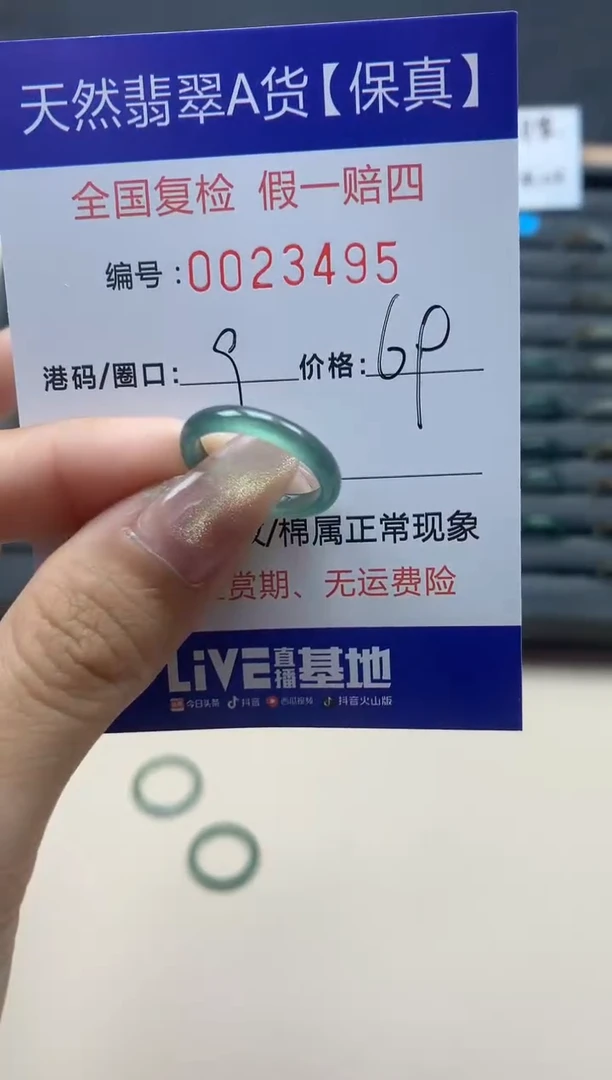 天然翡翠A货【保真】
全国复检 假一赔四
编号:0023495
港码/圈口: 9 价格: 69
/棉属正常现象
赏期、无运费险
LiVE直播基地
今日头条 抖音 西瓜视频 抖音火山版